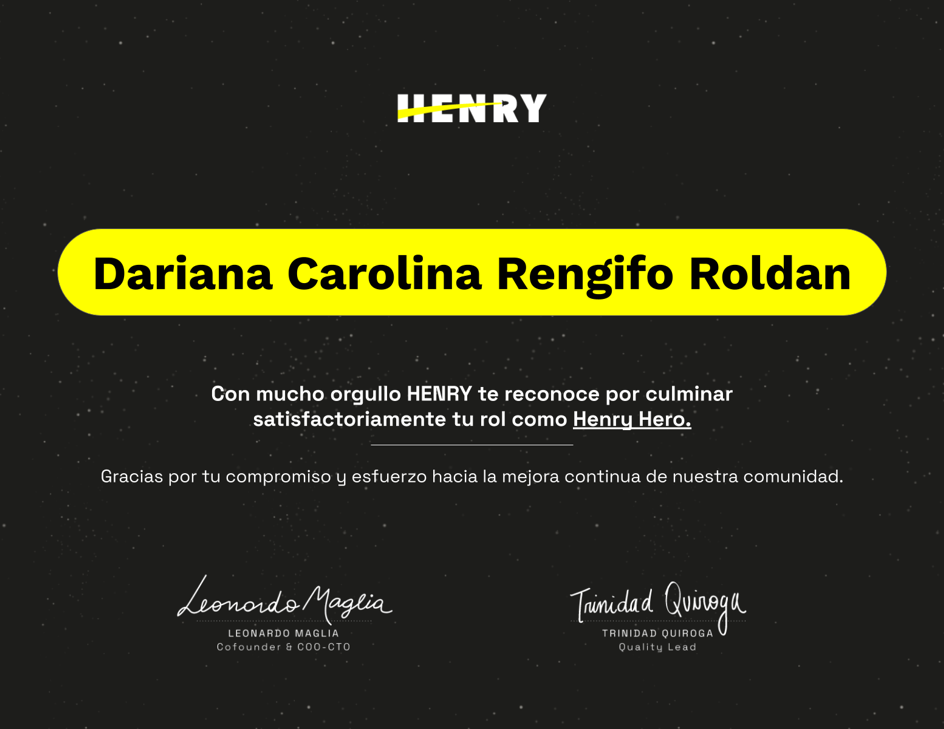 HENRY
Dariana Carolina Rengifo Roldan
Con mucho orgullo HENRY te reconoce por culminar
satisfactoriamente tu rol como Henry Hero.
Gracias por tu compromiso y esfuerzo hacia la mejora continua de nuestra comunidad.
Leonardo Maglia
LEONARDO MAGLIA
Cofounder & COO-CTO
Trinidad Quiroga
TRINIDAD QUIROGA
Quality Lead